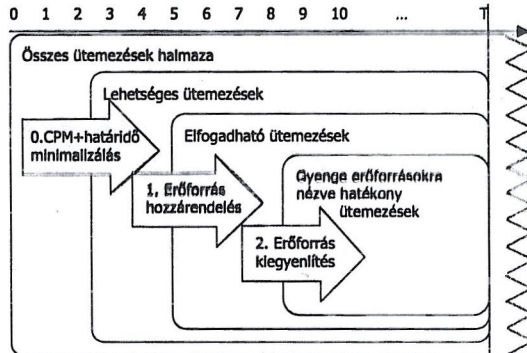 0 1 2 3 4 5 6 7 8 9 10 ... T
Összes ütemezések halmaza
Lehetséges ütemezések
0.CPM+határidő
minimalizálás
Elfogadható ütemezések
1. Erőforrás
hozzárendelés
Gyenge erőforrásokra
nézve hatékony
ütemezések
2. Erőforrás
kiegyenlítés